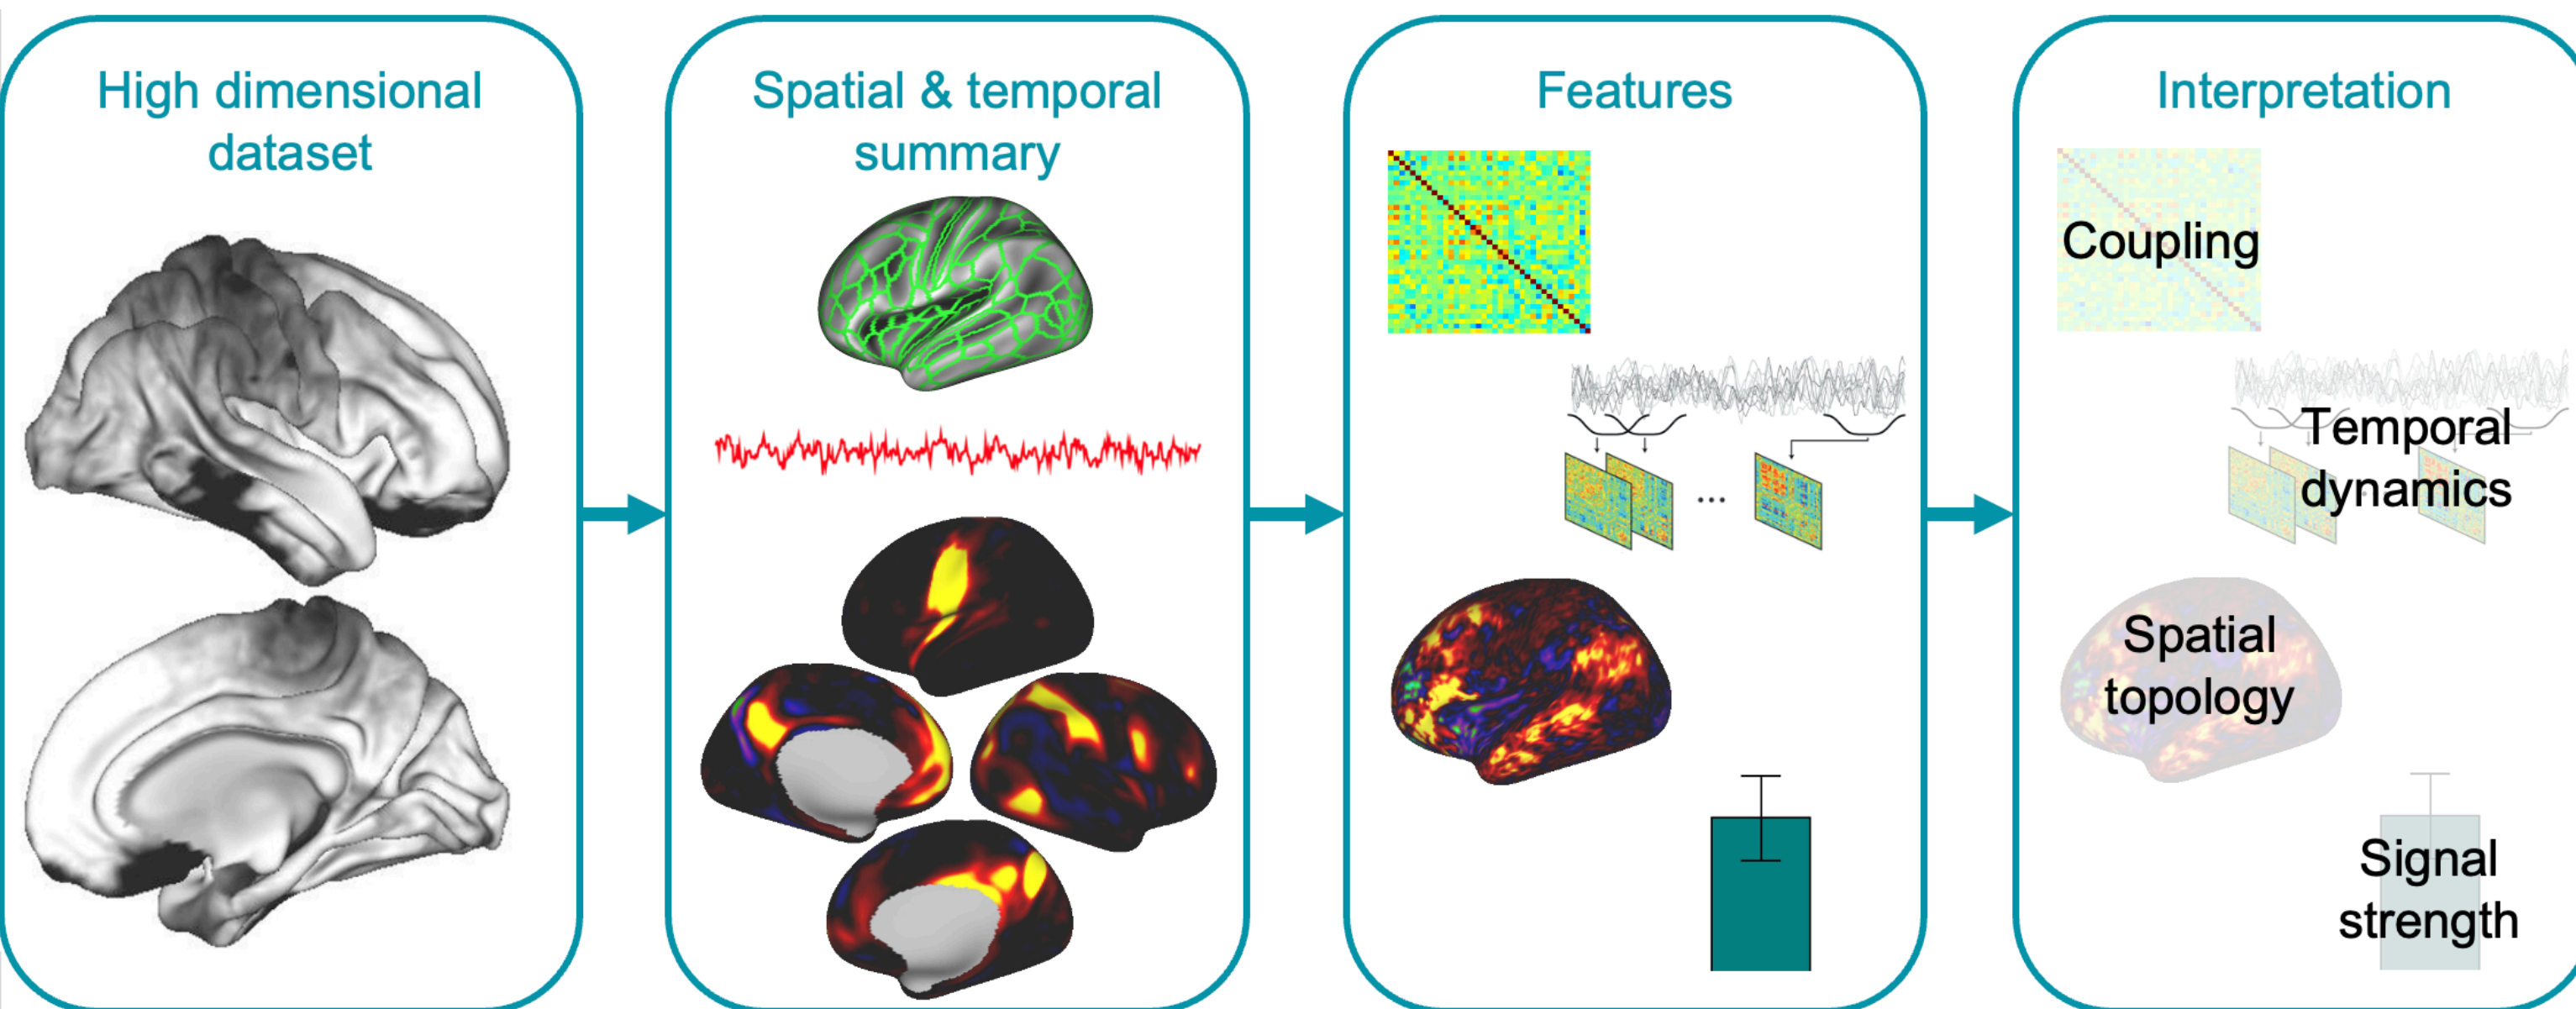 High dimensional
dataset
Spatial & temporal
summary
Features
...
Interpretation
Coupling
Temporal
dynamics
Spatial
topology
Signal
strength